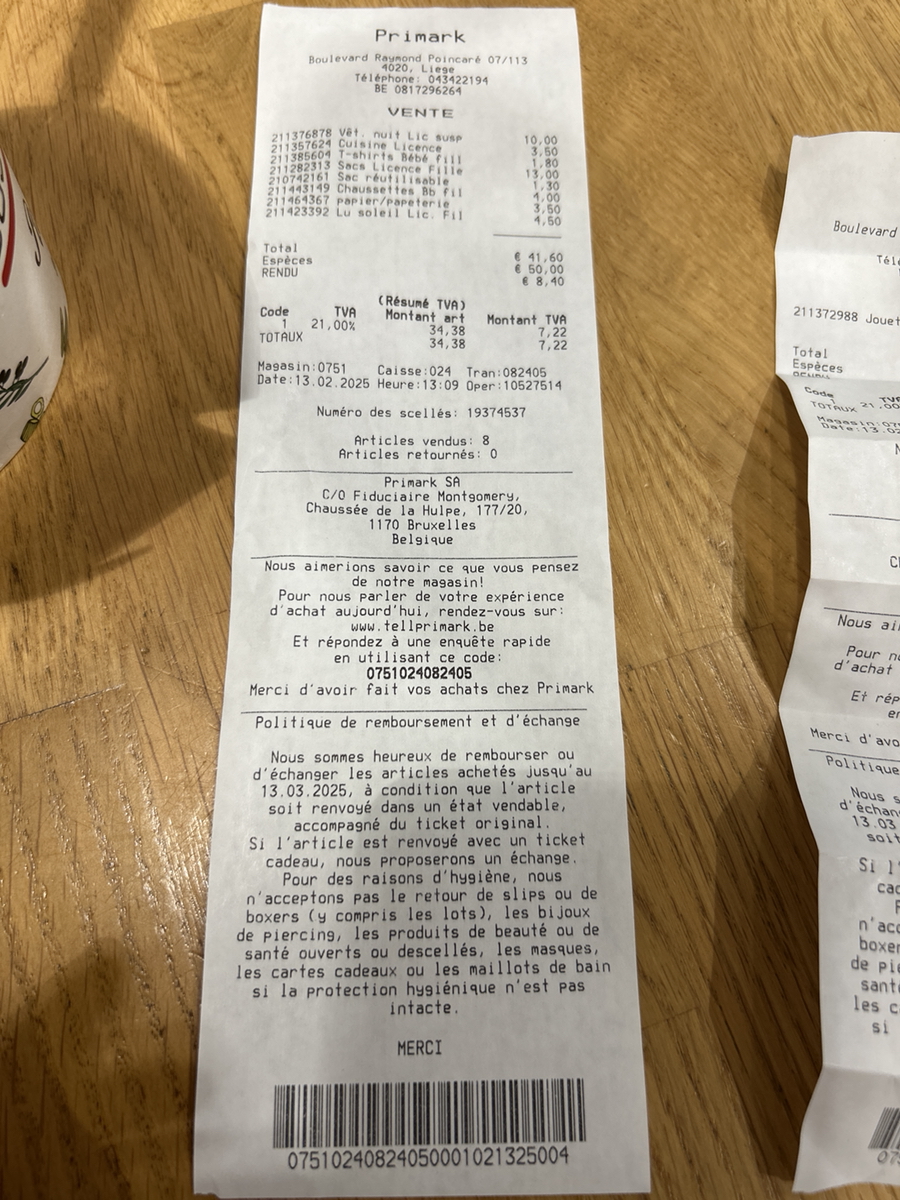 Primark
Boulevard Raymond Poincaré 07/113
4020, Liege
Téléphone: 043422194
BE 0817296264
VENTE
211376878 Vêt. nuit Lic susp 10,00
211357624 Cuisine Licence 3,50
211385604 T-shirts Bébé fill 1,80
211282313 Sacs Licence Fille 13,00
210742161 Sac réutilisable 1,30
211443149 Chaussettes Bb fil 4,00
211464367 papier/papeterie 3,50
211423392 Lu soleil Lic. Fil 4,50
Total € 41,60
Espèces € 50,00
RENDU € 8,40
(Résumé TVA)
Code TVA Montant art Montant TVA
1 21,00% 34,38 7,22
TOTAUX 34,38 7,22
Magasin:0751 Caisse:024 Tran:082405
Date:13.02.2025 Heure:13:09 Oper:10527514
Numéro des scellés: 19374537
Articles vendus: 8
Articles retournés: 0
Primark SA
C/O Fiduciaire Montgomery,
Chaussée de la Hulpe, 177/20,
1170 Bruxelles
Belgique
Nous aimerions savoir ce que vous pensez
de notre magasin!
Pour nous parler de votre expérience
d'achat aujourd'hui, rendez-vous sur:
www.tellprimark.be
Et répondez à une enquête rapide
en utilisant ce code:
0751024082405
Merci d'avoir fait vos achats chez Primark
Politique de remboursement et d'échange
Nous sommes heureux de rembourser ou
d'échanger les articles achetés jusqu'au
13.03.2025, à condition que l'article
soit renvoyé dans un état vendable,
accompagné du ticket original.
Si l'article est renvoyé avec un ticket
cadeau, nous proposerons un échange.
Pour des raisons d'hygiène, nous
n'acceptons pas le retour de slips ou de
boxers (y compris les lots), les bijoux
de piercing, les produits de beauté ou de
santé ouverts ou descellés, les masques,
les cartes cadeaux ou les maillots de bain
si la protection hygiénique n'est pas
intacte.
MERCI
07510240824050001021325004
Boulevard
211372988 Jouet
Total
Espèces
TOTAUX 21,00
Nous
Pour
d'achat
Merci
Politique
Nous
13.03
Si
de
si